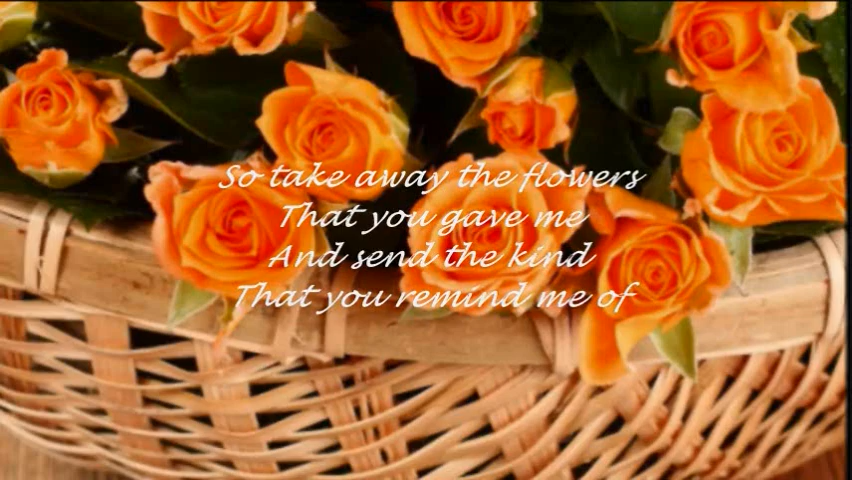 So take away the flowers
That you gave me
And send the kind
That you remind me of